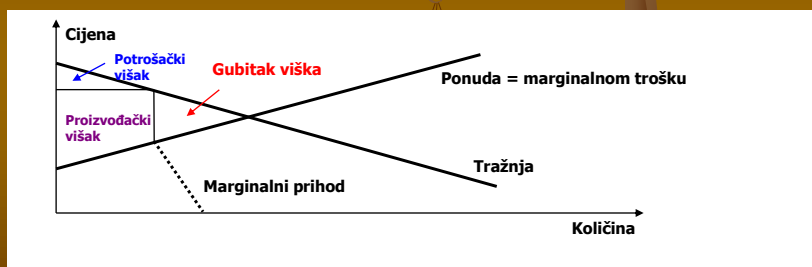 Cijena
Potrošački
višak
Gubitak viška
Ponuda = marginalnom trošku
Proizvođački
višak
Tražnja
Marginalni prihod
Količina